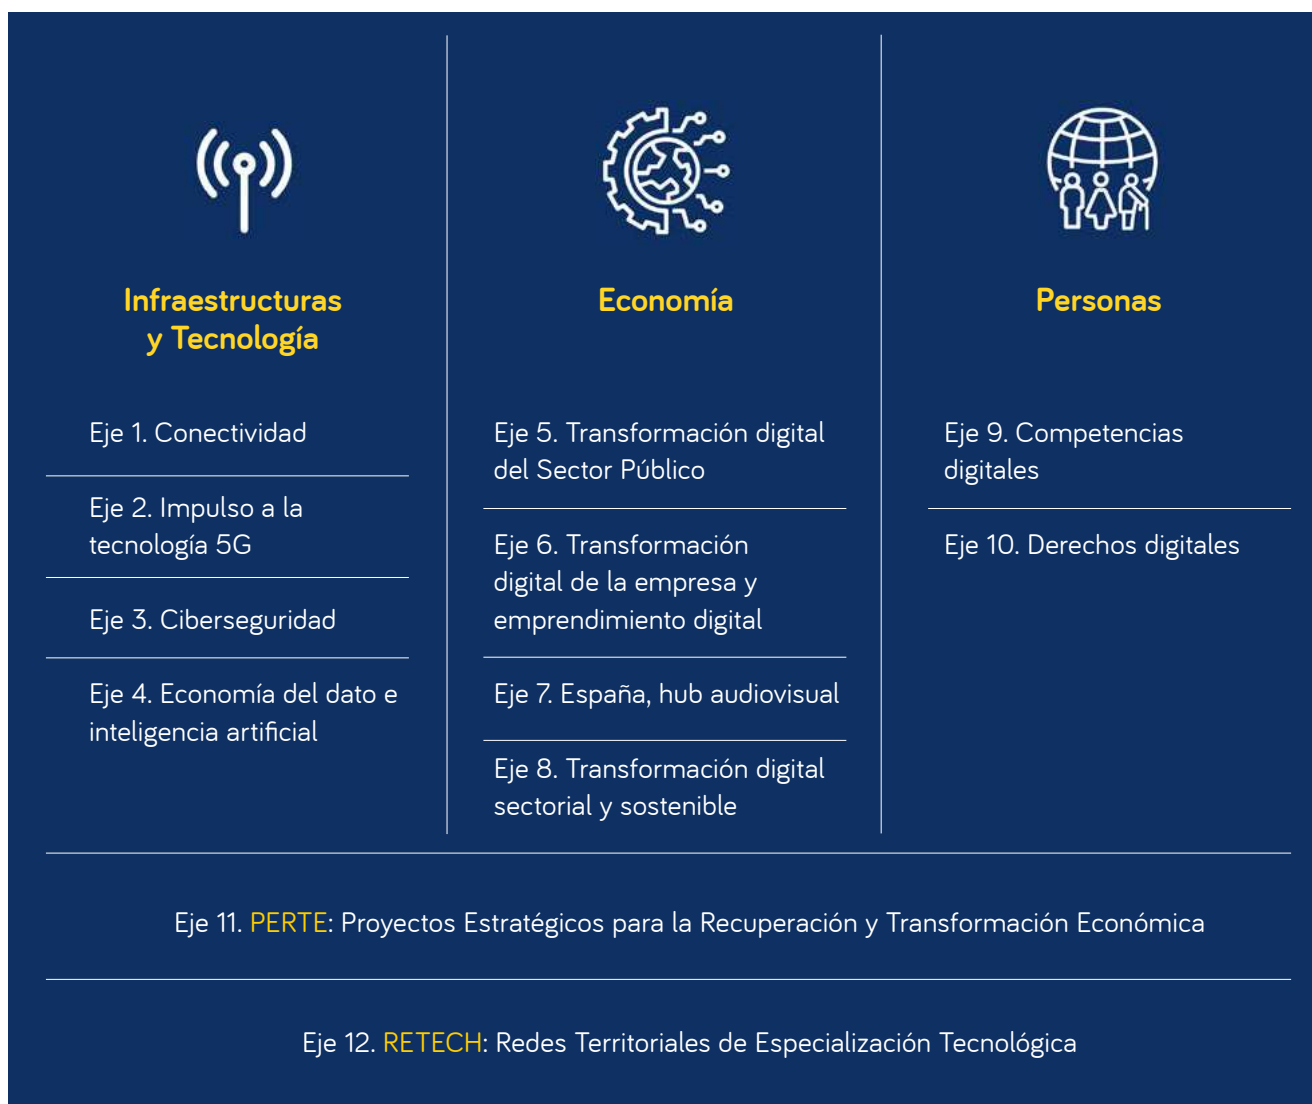 Infraestructuras
y Tecnología
Eje 1. Conectividad
Eje 2. Impulso a la
tecnología 5G
Eje 3. Ciberseguridad
Eje 4. Economía del dato e
inteligencia artificial
Economía
Eje 5. Transformación digital
del Sector Público
Eje 6. Transformación
digital de la empresa y
emprendimiento digital
Eje 7. España, hub audiovisual
Eje 8. Transformación digital
sectorial y sostenible
Personas
Eje 9. Competencias
digitales
Eje 10. Derechos digitales
Eje 11. PERTE: Proyectos Estratégicos para la Recuperación y Transformación Económica
Eje 12. RETECH: Redes Territoriales de Especialización Tecnológica